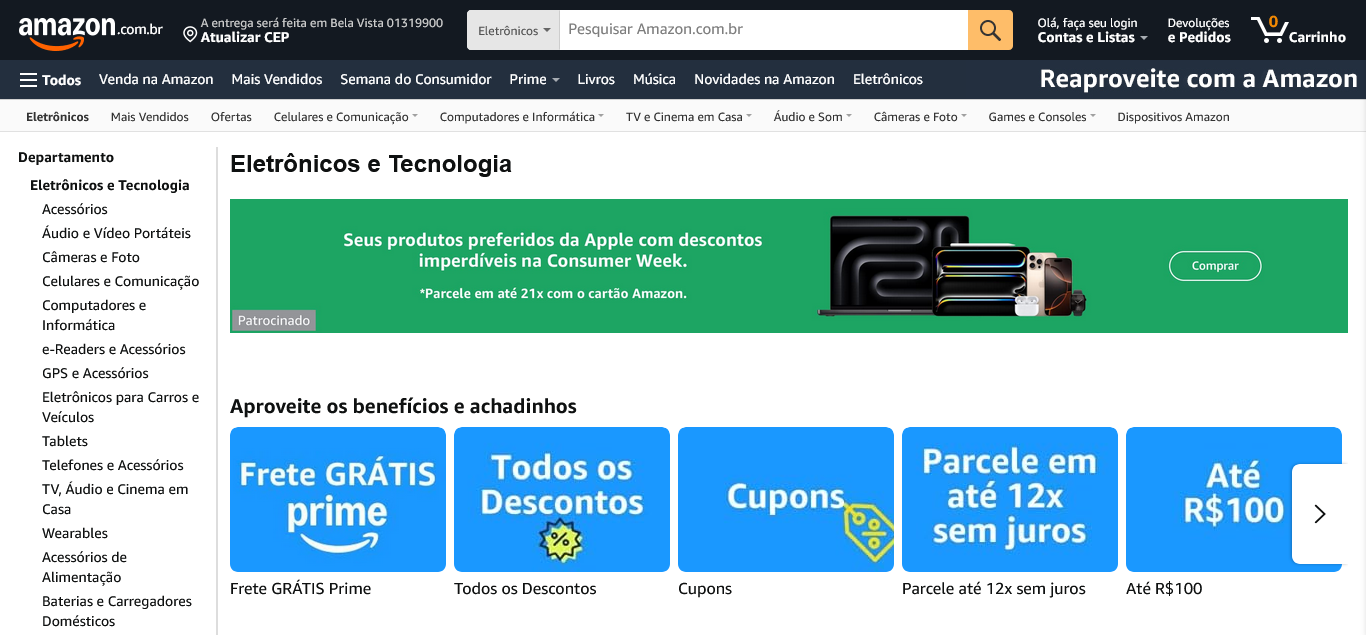 amazon.com.br
A entrega será feita em Bela Vista 01319900
Atualizar CEP
Eletrônicos
Pesquisar Amazon.com.br
Olá, faça seu login
Contas e Listas
Devoluções
e Pedidos
0
Carrinho
Todos
Venda na Amazon
Mais Vendidos
Semana do Consumidor
Prime
Livros
Música
Novidades na Amazon
Eletrônicos
Reaproveite com a Amazon
Eletrônicos
Mais Vendidos
Ofertas
Celulares e Comunicação
Computadores e Informática
TV e Cinema em Casa
Áudio e Som
Câmeras e Foto
Games e Consoles
Dispositivos Amazon
Departamento
Eletrônicos e Tecnologia
Acessórios
Áudio e Vídeo Portáteis
Câmeras e Foto
Celulares e Comunicação
Computadores e
Informática
e-Readers e Acessórios
GPS e Acessórios
Eletrônicos para Carros e
Veículos
Tablets
Telefones e Acessórios
TV, Áudio e Cinema em
Casa
Wearables
Acessórios de
Alimentação
Baterias e Carregadores
Domésticos
Eletrônicos e Tecnologia
Seus produtos preferidos da Apple com descontos
imperdíveis na Consumer Week.
*Parcele em até 21x com o cartão Amazon.
Comprar
Patrocinado
Aproveite os benefícios e achadinhos
Frete GRÁTIS
prime
Frete GRÁTIS Prime
Todos os
Descontos
%
Todos os Descontos
Cupons
%
Cupons
Parcele em
até 12x
sem juros
Parcele até 12x sem juros
Até
R$100
Até R$100